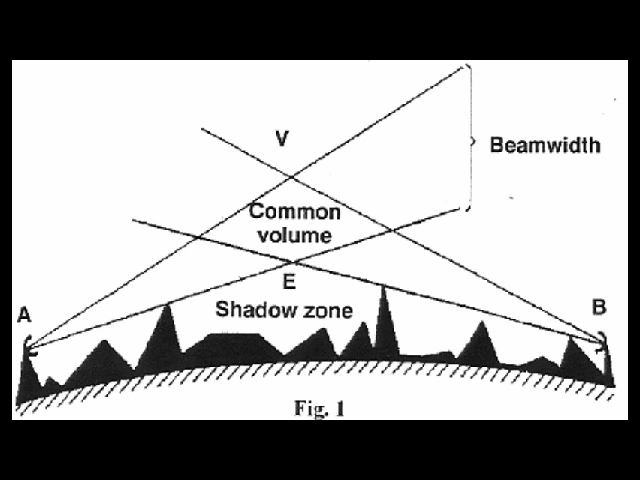 V
Beamwidth
Common
volume
E
A
Shadow zone
B
Fig. 1